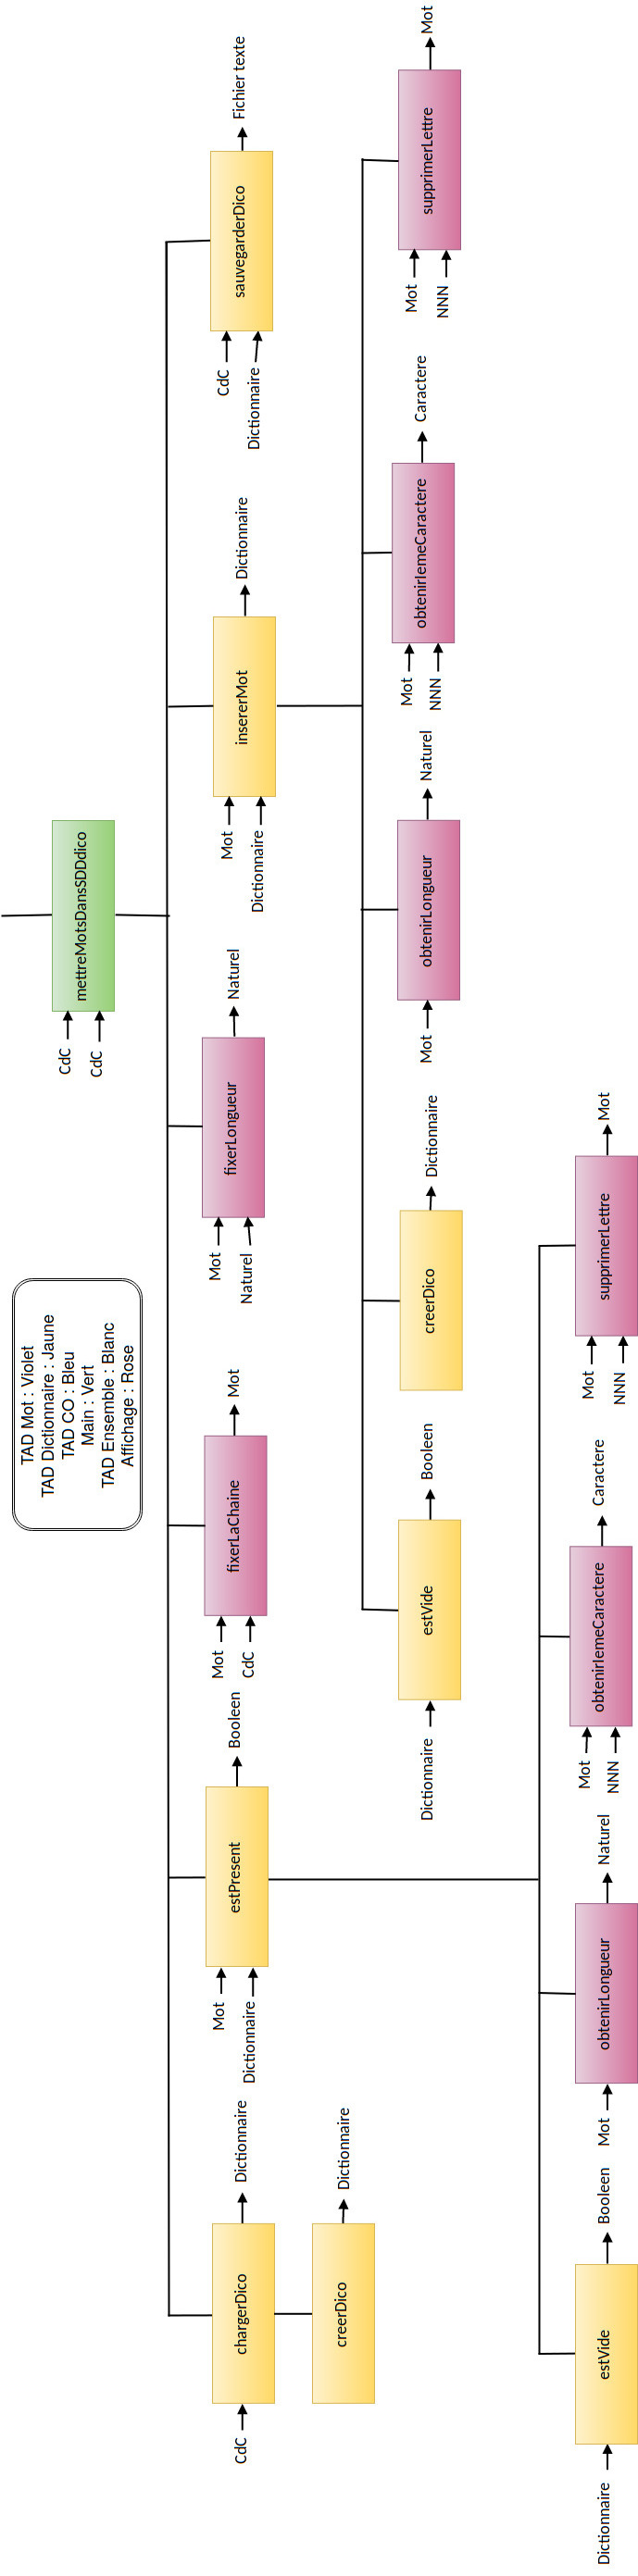 TAD Mot : Violet
TAD Dictionnaire : Jaune
TAD CO : Bleu
Main : Vert
TAD Ensemble : Blanc
Affichage : Rose
CdC
CdC
mettreMotsDansSDDdico
CdC
chargerDico
Dictionnaire
Mot
Dictionnaire
estPresent
Booleen
Mot
CdC
fixerLaChaine
Mot
Mot
Naturel
fixerLongueur
Naturel
Mot
Dictionnaire
insererMot
Dictionnaire
CdC
Dictionnaire
sauvegarderDico
Fichier texte
creerDico
Dictionnaire
Dictionnaire
estVide
Booleen
creerDico
Dictionnaire
Mot
obtenirLongueur
Naturel
Mot
NNN
obtenirIemeCaractere
Caractere
Mot
NNN
supprimerLettre
Mot
Dictionnaire
estVide
Booleen
Mot
obtenirLongueur
Naturel
Mot
NNN
obtenirIemeCaractere
Caractere
Mot
NNN
supprimerLettre
Mot